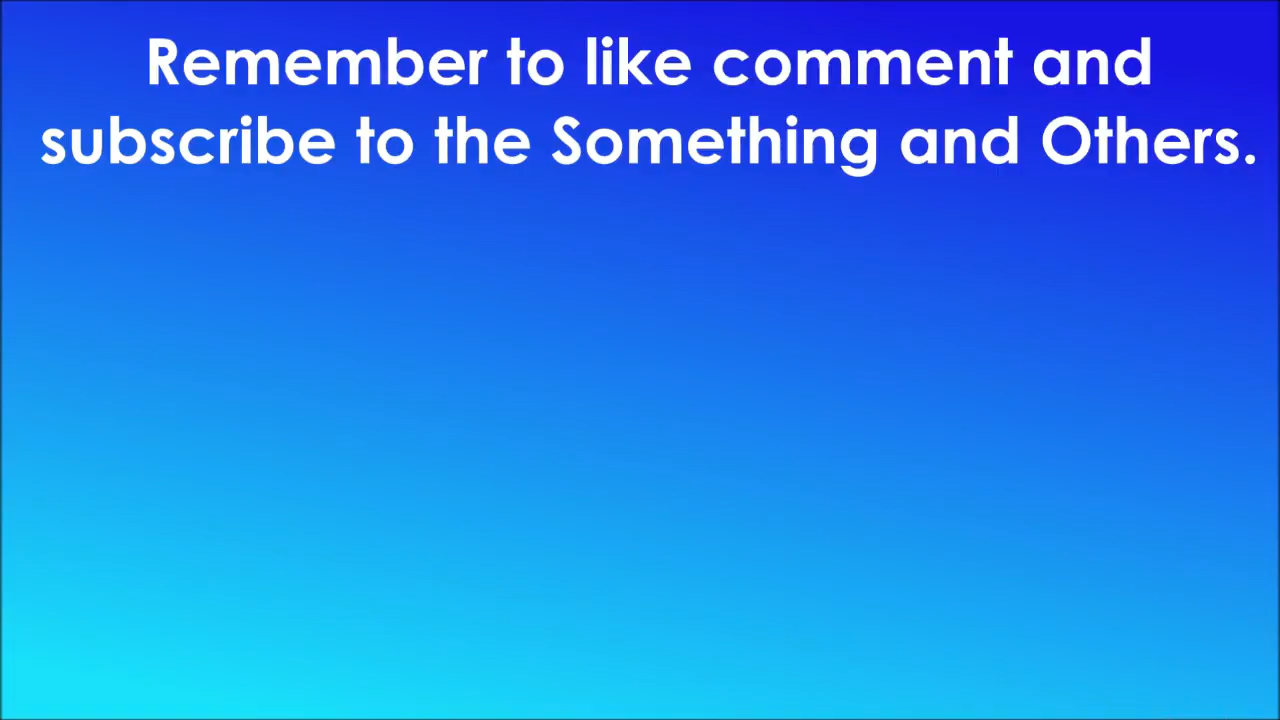 Remember to like comment and
subscribe to the Something and Others.